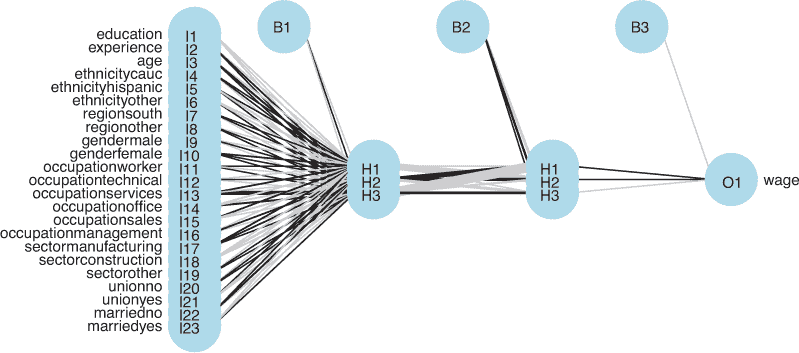 education I1 B1 B2 B3
experience I2
age I3
ethnicitycauc I4
ethnicityhispanic I5
ethnicityother I6
regionsouth I7
regionother I8
gendermale I9
genderfemale I10
occupationworker I11 H1 H1
occupationtechnical I12 H2 H2 O1 wage
occupationservices I13 H3 H3
occupationoffice I14
occupationsales I15
occupationmanagement I16
sectormanufacturing I17
sectorconstruction I18
sectorother I19
unionno I20
unionyes I21
marriedno I22
marriedyes I23